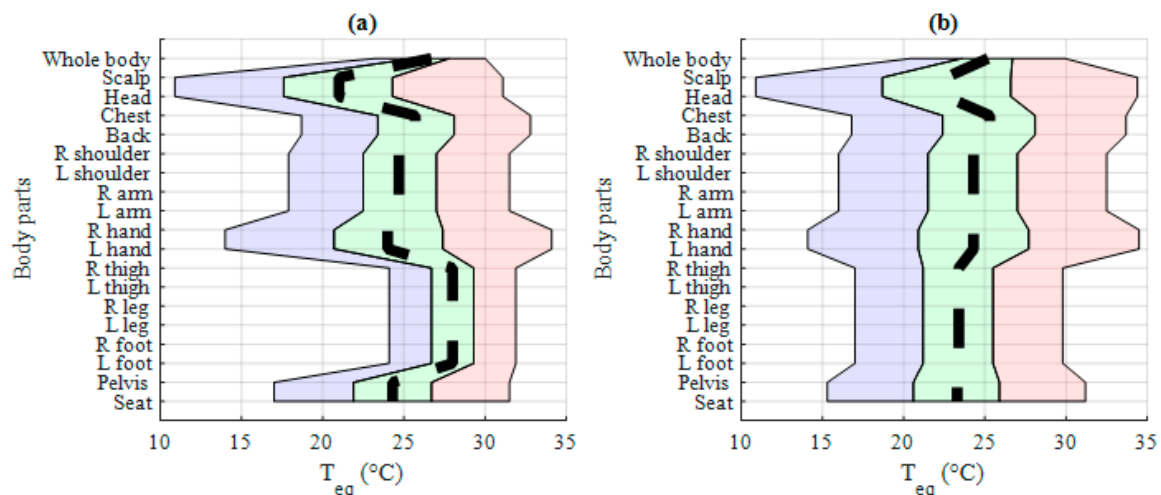 (a)
Whole body
Scalp
Head
Chest
Back
R shoulder
L shoulder
R arm
L arm
R hand
L hand
R thigh
L thigh
R leg
L leg
R foot
L foot
Pelvis
Seat
Body parts
10 15 20 25 30 35
T_eq (°C)
(b)
Whole body
Scalp
Head
Chest
Back
R shoulder
L shoulder
R arm
L arm
R hand
L hand
R thigh
L thigh
R leg
L leg
R foot
L foot
Pelvis
Seat
Body parts
10 15 20 25 30 35
T_eq (°C)